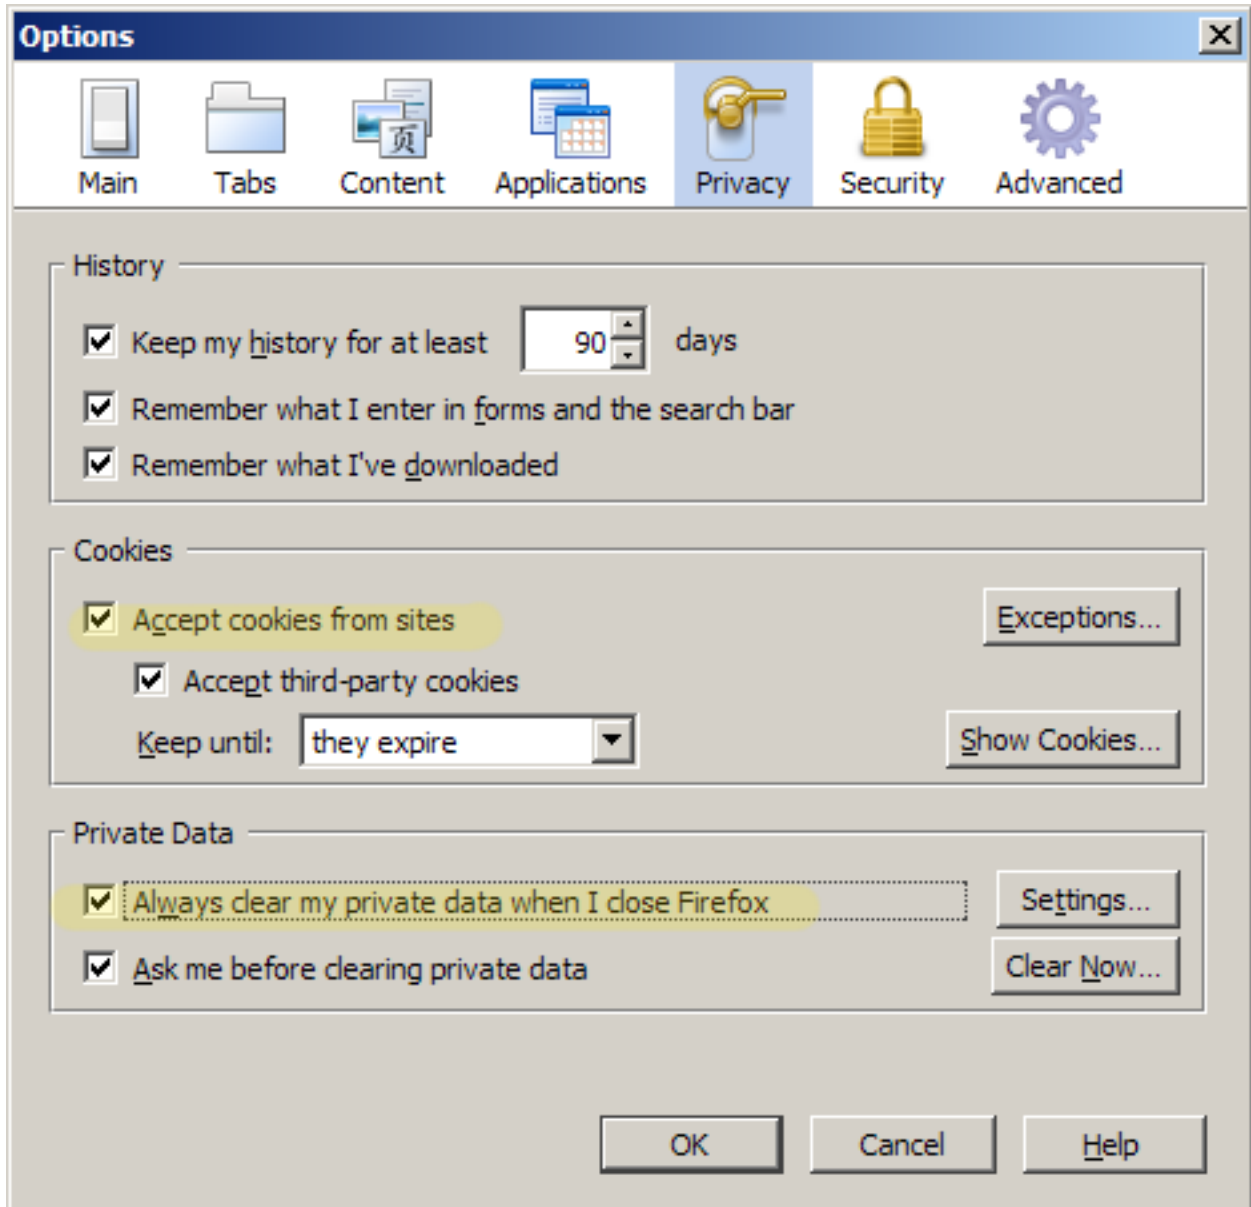 Options
页
Main Tabs Content Applications Privacy Security Advanced
History
Keep my history for at least 90 days
Remember what I enter in forms and the search bar
Remember what I've downloaded
Cookies
Accept cookies from sites Exceptions...
Accept third-party cookies
Keep until: they expire Show Cookies...
Private Data
Always clear my private data when I close Firefox Settings...
Ask me before clearing private data Clear Now...
OK Cancel Help